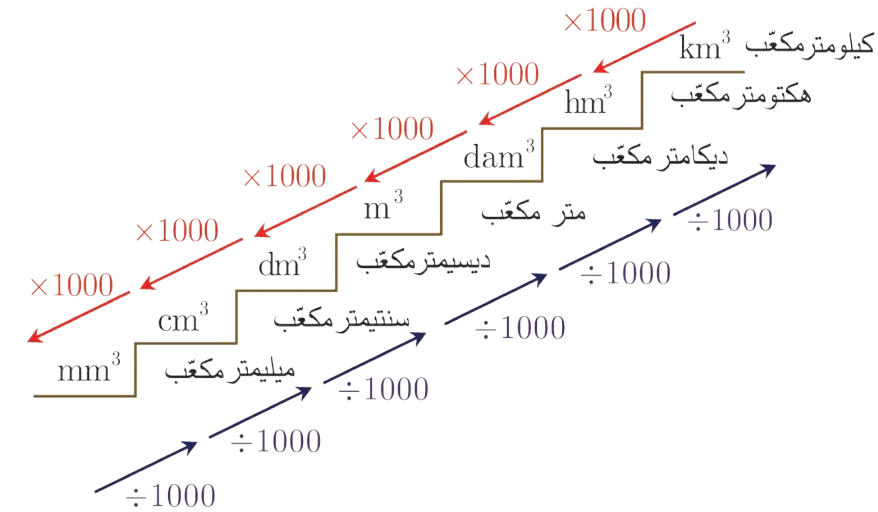 ×1000
km³ كيلومترمكعّب
×1000
hm³ هكتومترمكعّب
×1000
dam³ ديكامترمكعّب
×1000
m³ متر مكعّب
÷1000
×1000
dm³ ديسيمترمكعّب
÷1000
×1000
cm³ سنتيمترمكعّب
÷1000
mm³ ميليمترمكعّب
÷1000
÷1000
÷1000